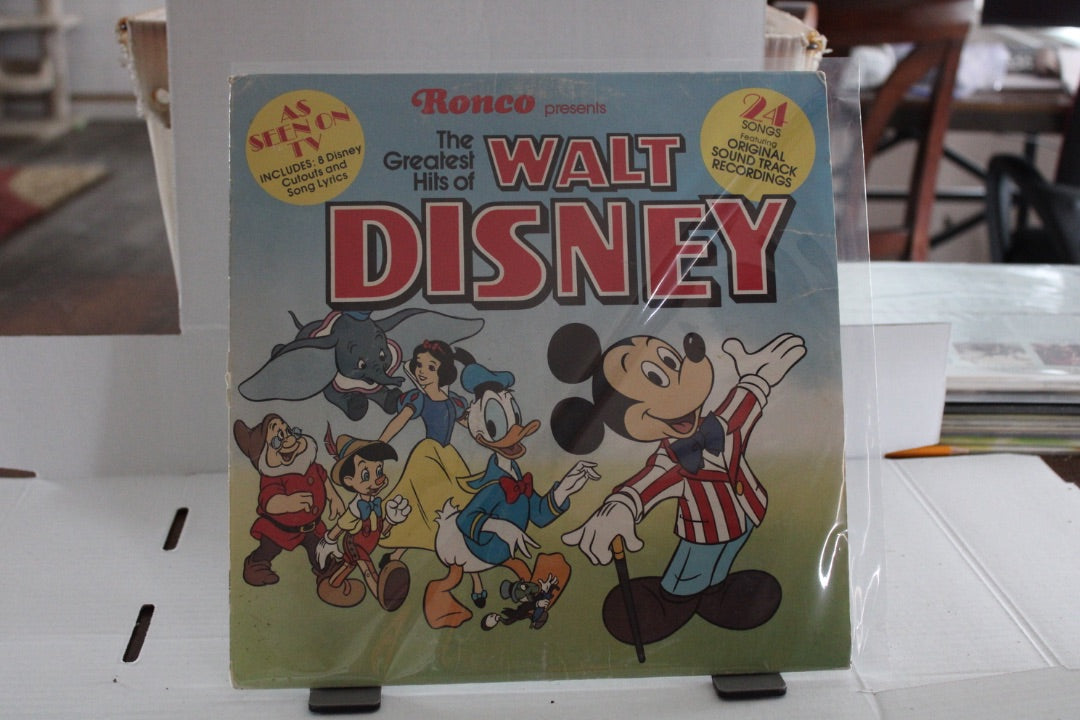 Ronco presents
The
Greatest
Hits of
WALT
DISNEY
AS
SEEN ON
TV
INCLUDES: 8 Disney
Cutouts and
Song Lyrics
24
SONGS
Featuring
ORIGINAL
SOUND TRACK
RECORDINGS